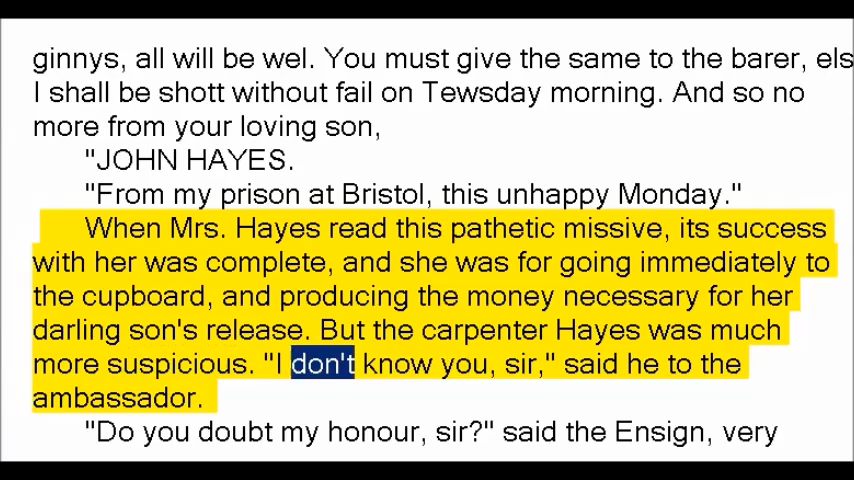 ginnys, all will be wel. You must give the same to the barer, els
I shall be shott without fail on Tewsday morning. And so no
more from your loving son,
"JOHN HAYES.
"From my prison at Bristol, this unhappy Monday."
When Mrs. Hayes read this pathetic missive, its success
with her was complete, and she was for going immediately to
the cupboard, and producing the money necessary for her
darling son's release. But the carpenter Hayes was much
more suspicious. "I don't know you, sir," said he to the
ambassador.
"Do you doubt my honour, sir?" said the Ensign, very